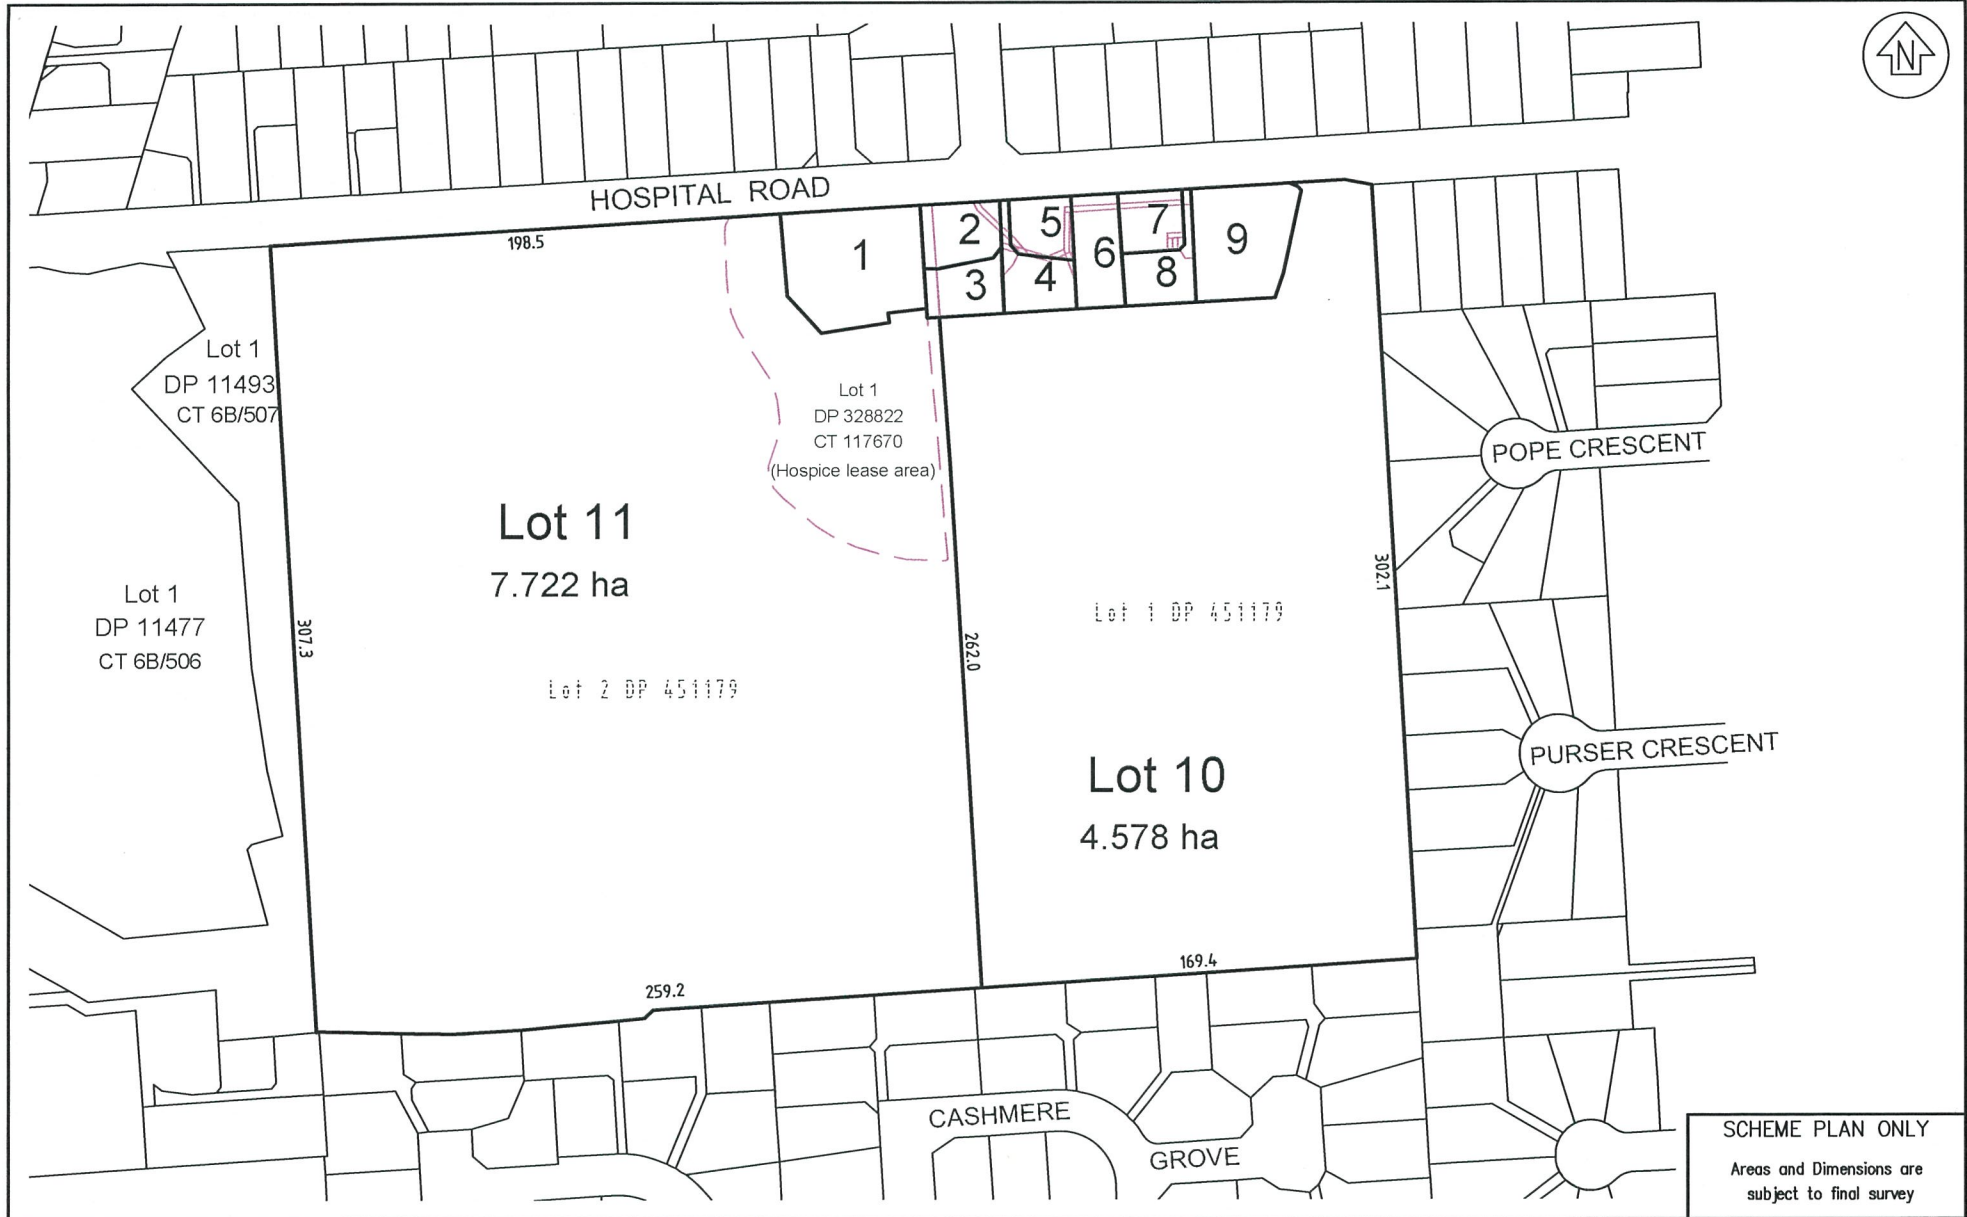 N
HOSPITAL ROAD
198.5
1
2
3
4
5
6
7
8
9
Lot 1
DP 11493
CT 6B/507
Lot 1
DP 328822
CT 117670
(Hospice lease area)
POPE CRESCENT
Lot 11
7.722 ha
302.1
Lot 1 DP 451179
Lot 1
DP 11477
CT 6B/506
307.3
262.0
Lot 2 DP 451179
PURSER CRESCENT
Lot 10
4.578 ha
169.4
259.2
CASHMERE
GROVE
SCHEME PLAN ONLY
Areas and Dimensions are
subject to final survey